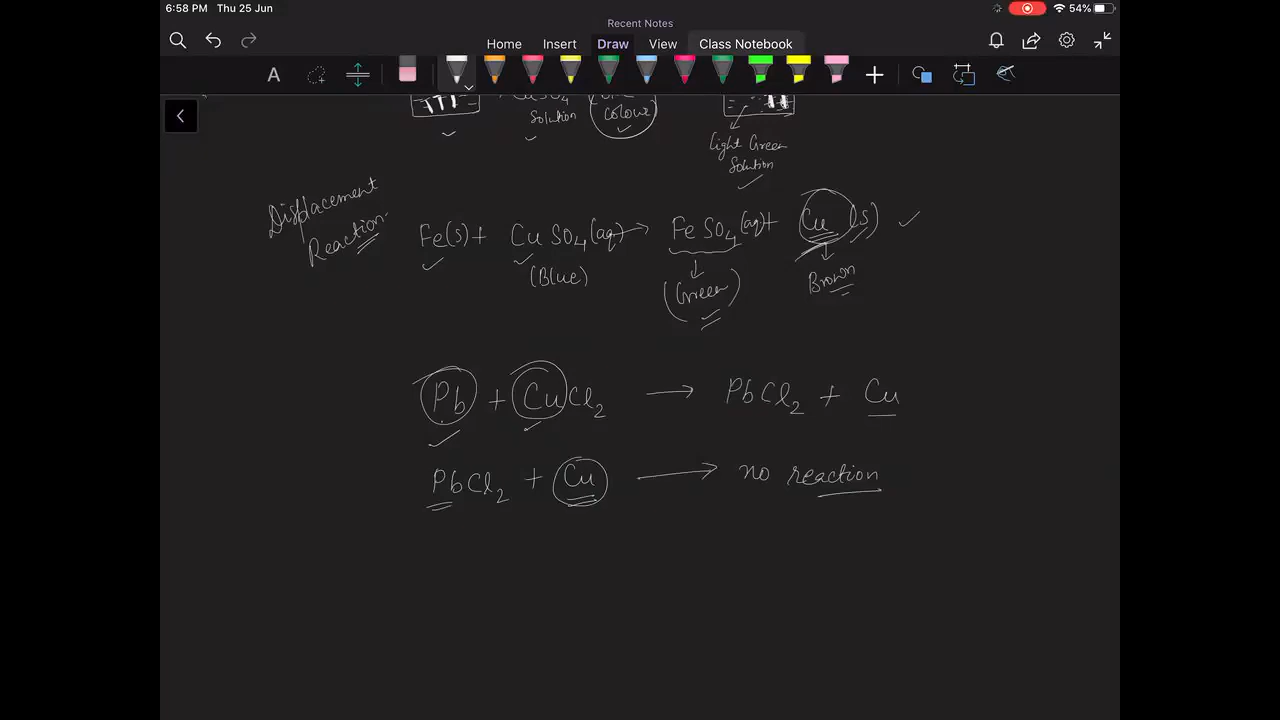 6:58 PM Thu 25 Jun
54%
Recent Notes
Home Insert Draw View Class Notebook
A
CuSO4
Solution
Colour
Light Green
Solution
Displacement
Reaction
Fe(s) + CuSO4(aq) → FeSO4(aq) + Cu(s)
(Blue)
(Green)
Brown
Pb + CuCl2 → PbCl2 + Cu
PbCl2 + Cu → no reaction